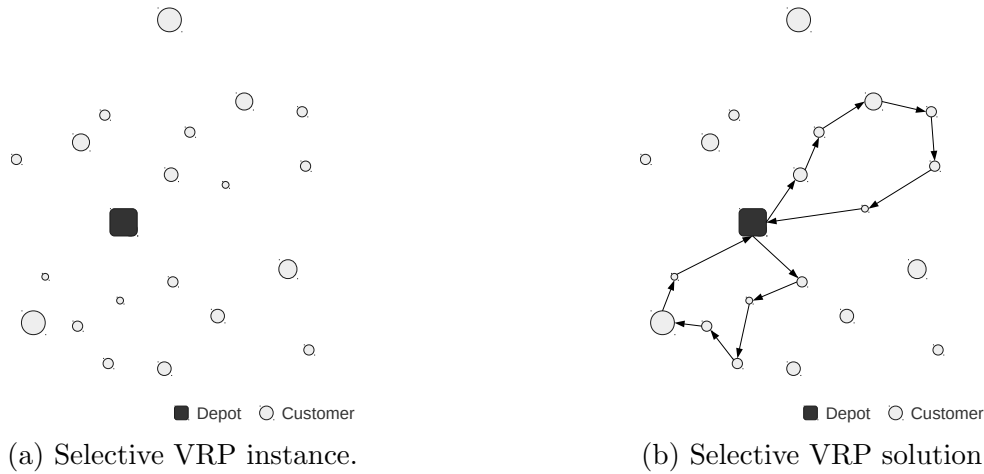 Depot Customer
(a) Selective VRP instance.
Depot Customer
(b) Selective VRP solution